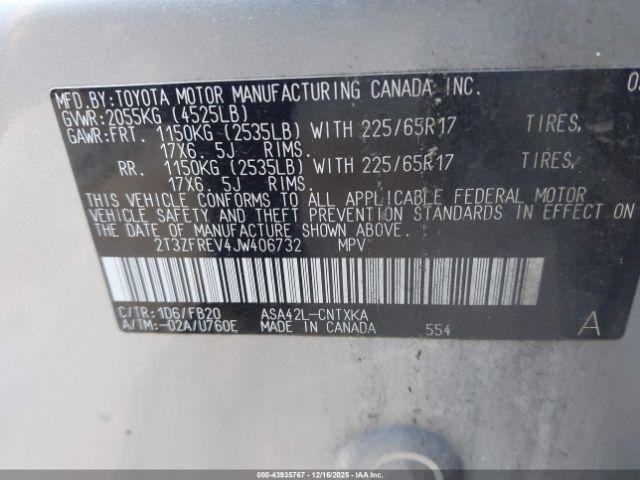 MFD.BY:TOYOTA MOTOR MANUFACTURING CANADA INC.
GVWR:2055KG (4525LB)
GAWR:FRT. 1150KG (2535LB) WITH 225/65R17 TIRES,
17X6. 5J RIMS.
RR. 1150KG (2535LB) WITH 225/65R17 TIRES,
17X6. 5J RIMS.
THIS VEHICLE CONFORMS TO ALL APPLICABLE FEDERAL MOTOR
VEHICLE SAFETY AND THEFT PREVENTION STANDARDS IN EFFECT ON
THE DATE OF MANUFACTURE SHOWN ABOVE.
2T3ZFREV4JW406732 MPV
C/TR:1D6/FB20 ASA42L-CNTXKA
A/TM:-02A/U760E MADE IN CANADA 554 A
000-43935767 - 12/16/2025 - IAAI.CA